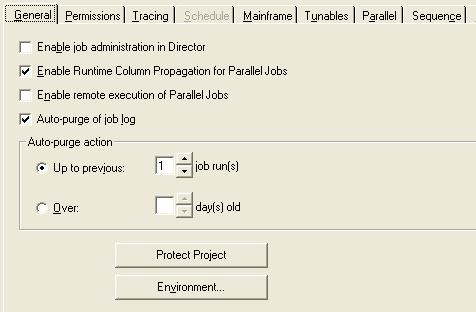 General Permissions Tracing Schedule Mainframe Tunables Parallel Sequence
Enable job administration in Director
Enable Runtime Column Propagation for Parallel Jobs
Enable remote execution of Parallel Jobs
Auto-purge of job log
Auto-purge action
Up to previous: 1 job run(s)
Over: day(s) old
Protect Project
Environment...